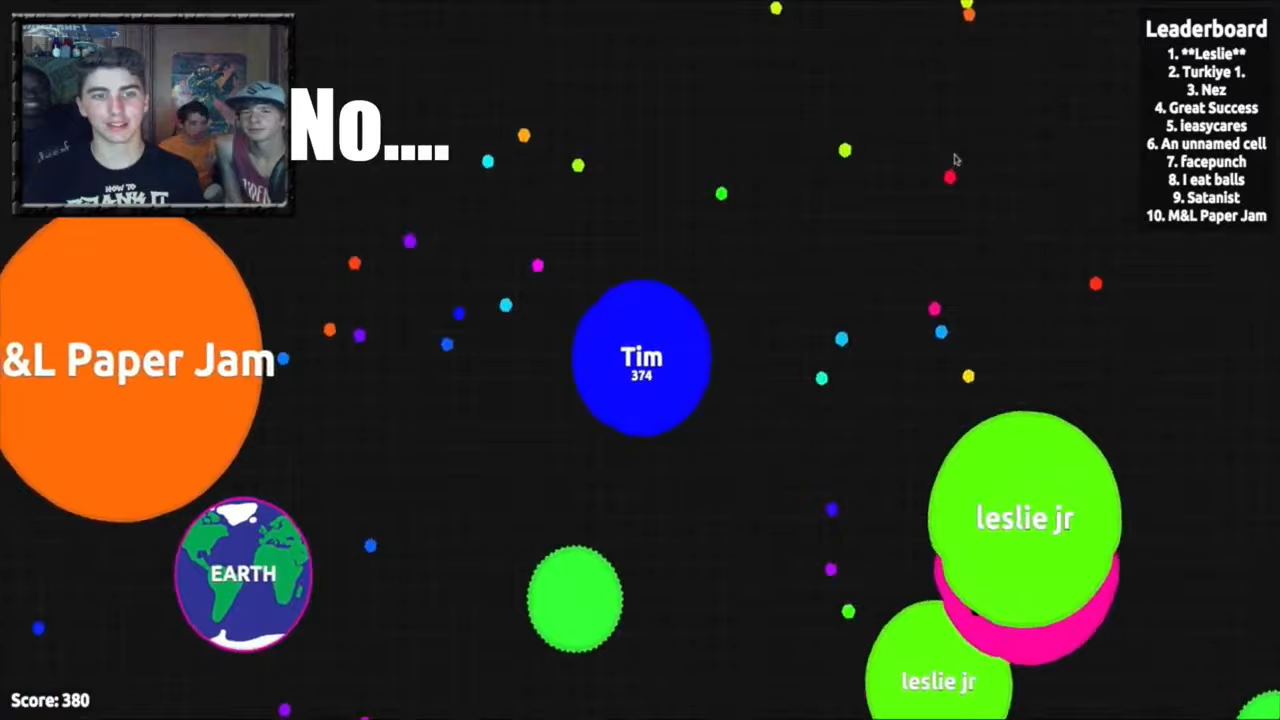 No....
HOW TO
Leaderboard
1. **Leslie**
2. Turkiye 1.
3. Nez
4. Great Success
5. ieasycares
6. An unnamed cell
7. facepunch
8. I eat balls
9. Satanist
10. M&L Paper Jam
&L Paper Jam
Tim
374
leslie jr
EARTH
leslie jr
Score: 380